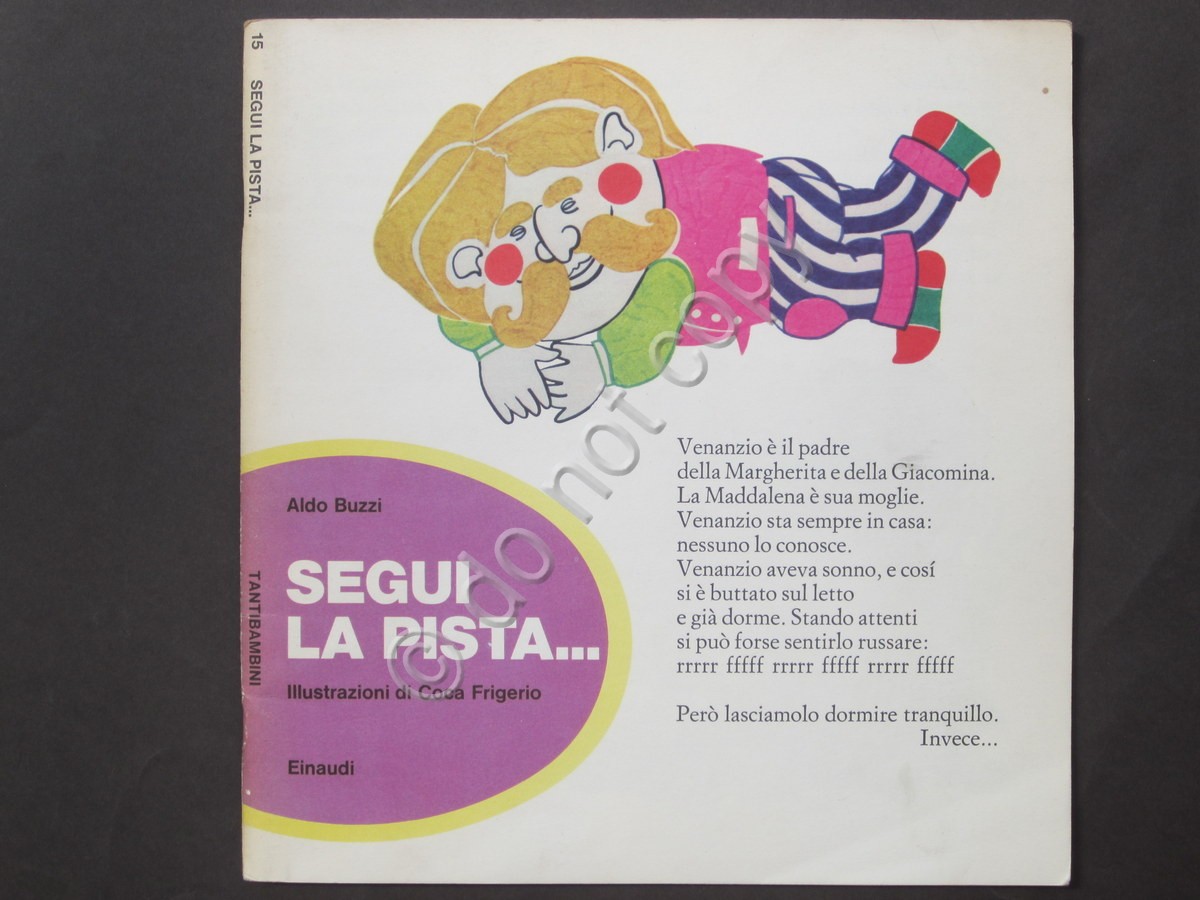 15 SEGUI LA PISTA... TANTIBAMBINI
Aldo Buzzi
SEGUI
LA PISTA...
Illustrazioni di Coca Frigerio
Einaudi
Venanzio è il padre
della Margherita e della Giacomina.
La Maddalena è sua moglie.
Venanzio sta sempre in casa:
nessuno lo conosce.
Venanzio aveva sonno, e cosí
si è buttato sul letto
e già dorme. Stando attenti
si può forse sentirlo russare:
rrrrr fffff rrrrr fffff rrrrr fffff
Però lasciamolo dormire tranquillo.
Invece...
© do not copy